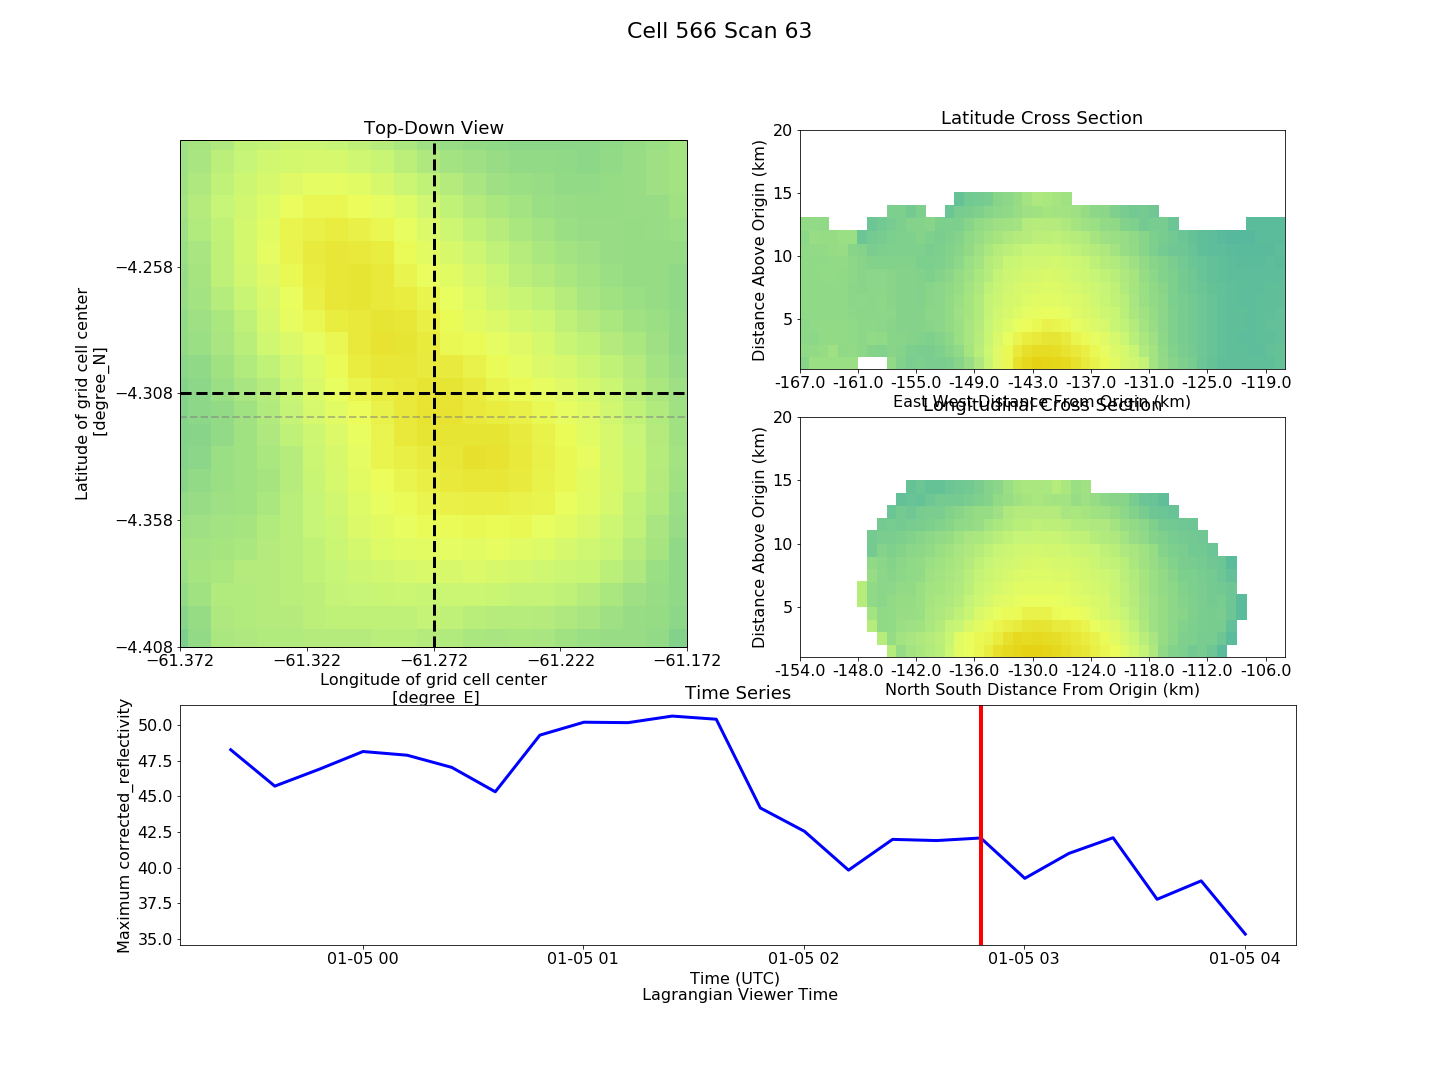 Cell 566 Scan 63
Top-Down View
Latitude of grid cell center
[degree_N]
−4.258
−4.308
−4.358
−4.408
−61.372 −61.322 −61.272 −61.222 −61.172
Longitude of grid cell center
[degree_E]
Latitude Cross Section
Distance Above Origin (km)
20
15
10
5
-167.0 -161.0 -155.0 -149.0 -143.0 -137.0 -131.0 -125.0 -119.0
East West Distance From Origin (km)
Longitudinal Cross Section
Distance Above Origin (km)
20
15
10
5
-154.0 -148.0 -142.0 -136.0 -130.0 -124.0 -118.0 -112.0 -106.0
North South Distance From Origin (km)
Time Series
Maximum corrected_reflectivity
50.0
47.5
45.0
42.5
40.0
37.5
35.0
01-05 00 01-05 01 01-05 02 01-05 03 01-05 04
Time (UTC)
Lagrangian Viewer Time